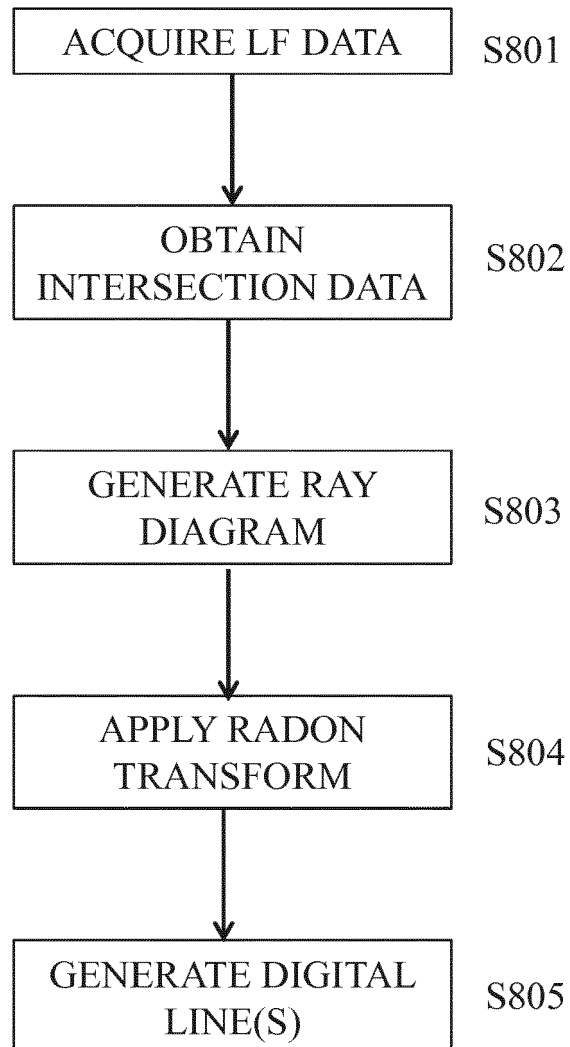 ACQUIRE LF DATA S801
OBTAIN
INTERSECTION DATA S802
GENERATE RAY
DIAGRAM S803
APPLY RADON
TRANSFORM S804
GENERATE DIGITAL
LINE(S) S805